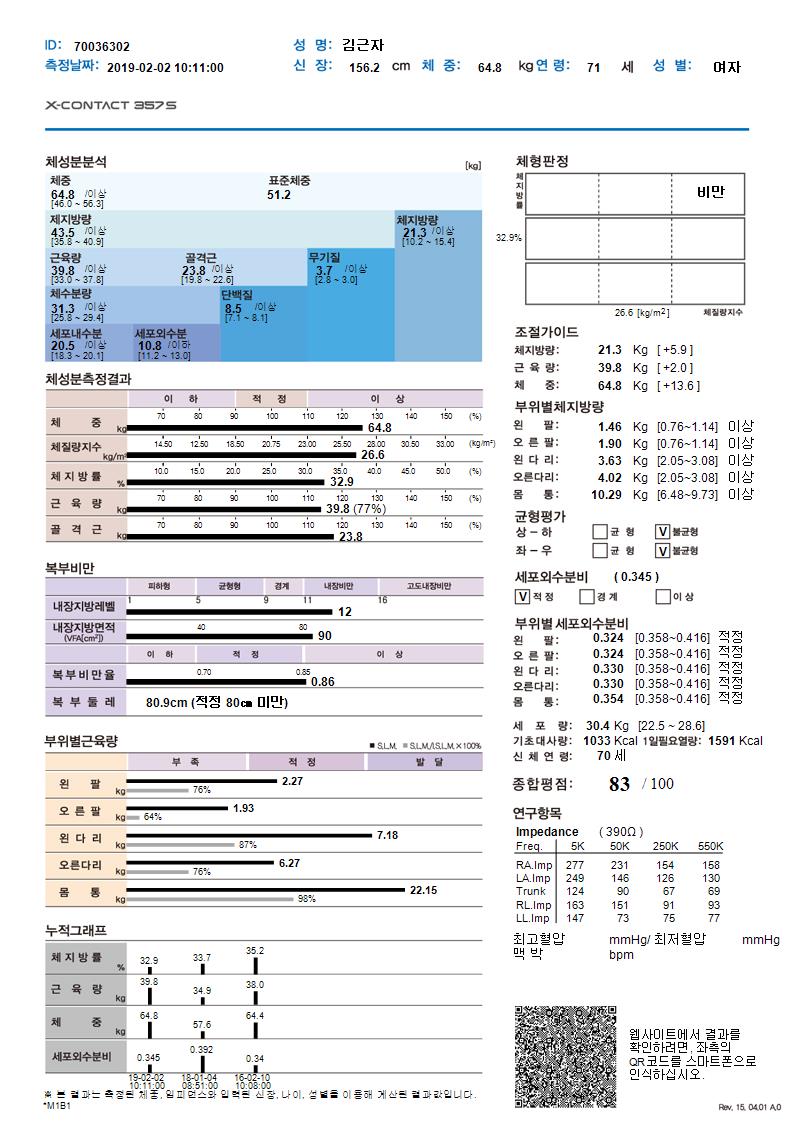 ID: 70036302 성 명: 김근자
측정날짜: 2019-02-02 10:11:00 신 장: 156.2 cm 체 중: 64.8 kg 연 령: 71 세 성 별: 여자
X-CONTACT 357S
체성분분석 [kg]
체중 표준체중
64.8 /이상 51.2
[46.0 ~ 56.3]
제지방량 체지방량
43.5 /이상 21.3 /이상
[35.8 ~ 40.9] [10.2 ~ 15.4]
근육량 골격근 무기질
39.8 /이상 23.8 /이상 3.7 /이상
[33.0 ~ 37.8] [19.8 ~ 22.6] [2.8 ~ 3.0]
체수분량 단백질
31.3 /이상 8.5 /이상
[25.8 ~ 29.4] [7.1 ~ 8.1]
세포내수분 세포외수분
20.5 /이상 10.8 /이하
[18.3 ~ 20.1] [11.2 ~ 13.0]
체성분측정결과
이 하 적 정 이 상
체 중 kg 70 80 90 100 110 120 130 140 150 (%)
64.8
체질량지수 kg/m² 14.50 12.50 18.50 20.75 23.00 25.50 28.00 30.50 33.00 (kg/m²)
26.6
체 지 방 률 % 10.0 15.0 20.0 25.0 30.0 35.0 40.0 45.0 50.0 (%)
32.9
근 육 량 kg 70 80 90 100 110 120 130 140 150 (%)
39.8 (77%)
골 격 근 kg 70 80 90 100 110 120 130 140 150 (%)
23.8
복부비만
피하형 균형형 경계 내장비만 고도내장비만
내장지방레벨 1 5 9 11 16
12
내장지방면적 (VFA[cm²]) 40 80
90
이 하 적 정 이 상
복 부 비 만 율 0.70 0.85
0.86
복 부 둘 레 80.9cm (적정 80㎝ 미만)
부위별근육량 ■ S.L.M. ■ S.L.M./I.S.L.M.×100%
부 족 적 정 발 달
왼 팔 kg 2.27
76%
오 른 팔 kg 1.93
64%
왼 다 리 kg 7.18
87%
오른다리 kg 6.27
76%
몸 통 kg 22.15
98%
누적그래프
체 지 방 률 % 32.9 33.7 35.2
근 육 량 kg 39.8 34.9 38.0
체 중 kg 64.8 57.6 64.4
세포외수분비 0.345 0.392 0.34
19-02-02 18-01-04 16-02-10
10:11:00 08:51:00 10:08:00
※ 본 결과는 측정된 체중, 임피던스와 입력된 신장, 나이, 성별를 이용해 계산된 결과값입니다.
*M1B1
체형판정
체지방률
비만
32.9%
26.6 [kg/m²] 체질량지수
조절가이드
체지방량: 21.3 Kg [ +5.9 ]
근 육 량: 39.8 Kg [ +2.0 ]
체 중: 64.8 Kg [ +13.6 ]
부위별체지방량
왼 팔: 1.46 Kg [0.76~1.14] 이상
오 른 팔: 1.90 Kg [0.76~1.14] 이상
왼 다 리: 3.63 Kg [2.05~3.08] 이상
오른다리: 4.02 Kg [2.05~3.08] 이상
몸 통: 10.29 Kg [6.48~9.73] 이상
균형평가
상 – 하 균 형 V 불균형
좌 – 우 균 형 V 불균형
세포외수분비 ( 0.345 )
V 적 정 경 계 이 상
부위별 세포외수분비
왼 팔: 0.324 [0.358~0.416] 적정
오 른 팔: 0.324 [0.358~0.416] 적정
왼 다 리: 0.330 [0.358~0.416] 적정
오른다리: 0.330 [0.358~0.416] 적정
몸 통: 0.354 [0.358~0.416] 적정
세 포 량: 30.4 Kg [22.5 ~ 28.6]
기초대사량: 1033 Kcal 1일필요열량: 1591 Kcal
신 체 연 령: 70 세
종합평점: 83 / 100
연구항목
Impedance ( 390Ω )
Freq. 5K 50K 250K 550K
RA.Imp 277 231 154 158
LA.Imp 249 146 126 130
Trunk 124 90 67 69
RL.Imp 163 151 91 93
LL.Imp 147 73 75 77
최고혈압 mmHg/ 최저혈압 mmHg
맥 박 bpm
웹사이트에서 결과를
확인하려면, 좌측의
QR코드를 스마트폰으로
인식하십시오.
Rev, 15, 04,01 A,0